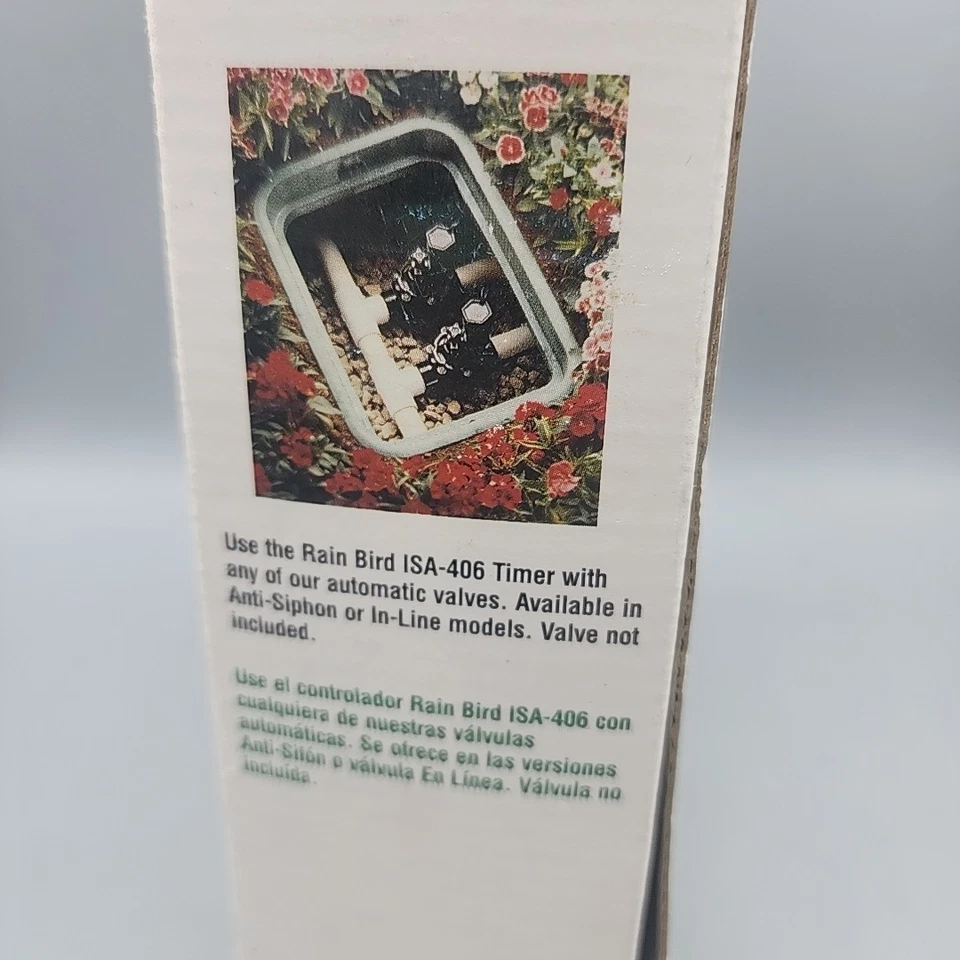 Use the Rain Bird ISA-406 Timer with
any of our automatic valves. Available in
Anti-Siphon or In-Line models. Valve not
included.
Use el controlador Rain Bird ISA-406 con
cualquiera de nuestras válvulas
automáticas. Se ofrece en las versiones
Anti-Sifón o válvula En Línea. Válvula no
incluida.